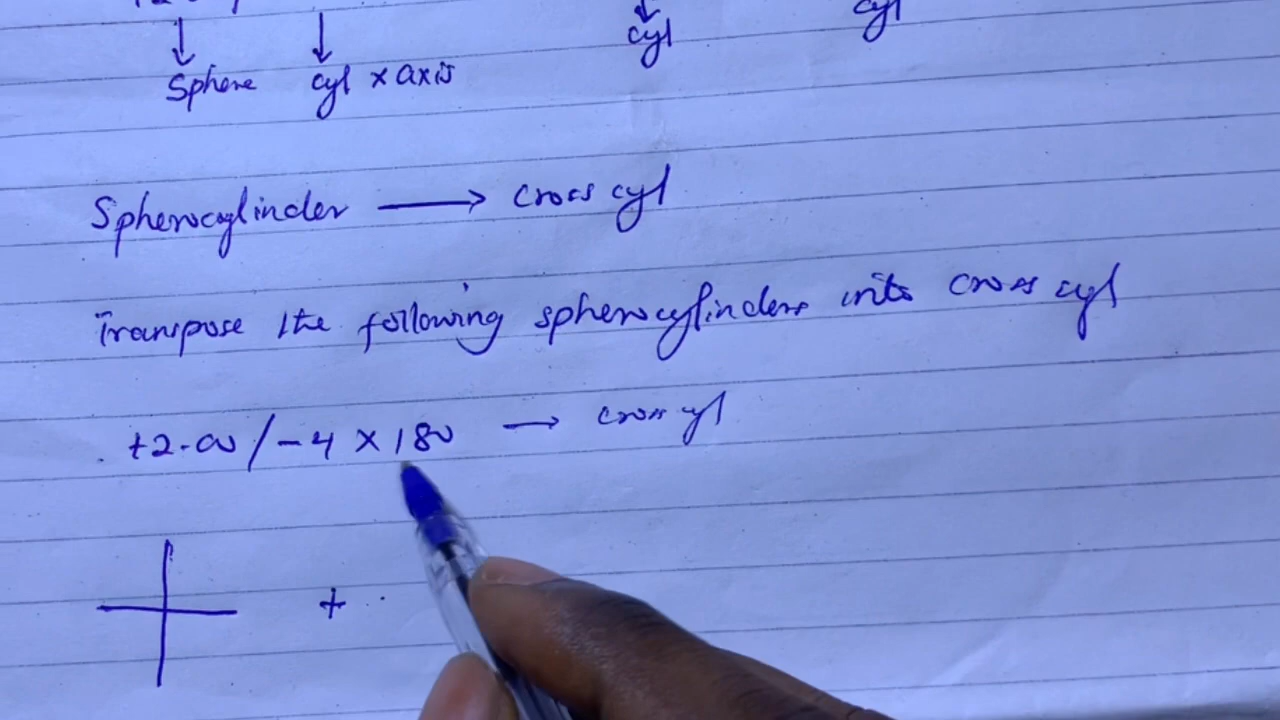 cyl cyl
Sphere cyl x axis
Spherocylinder → cross cyl
Transpose the following spherocylinders into cross cyl
+2.00/-4 x 180 → cross cyl
+